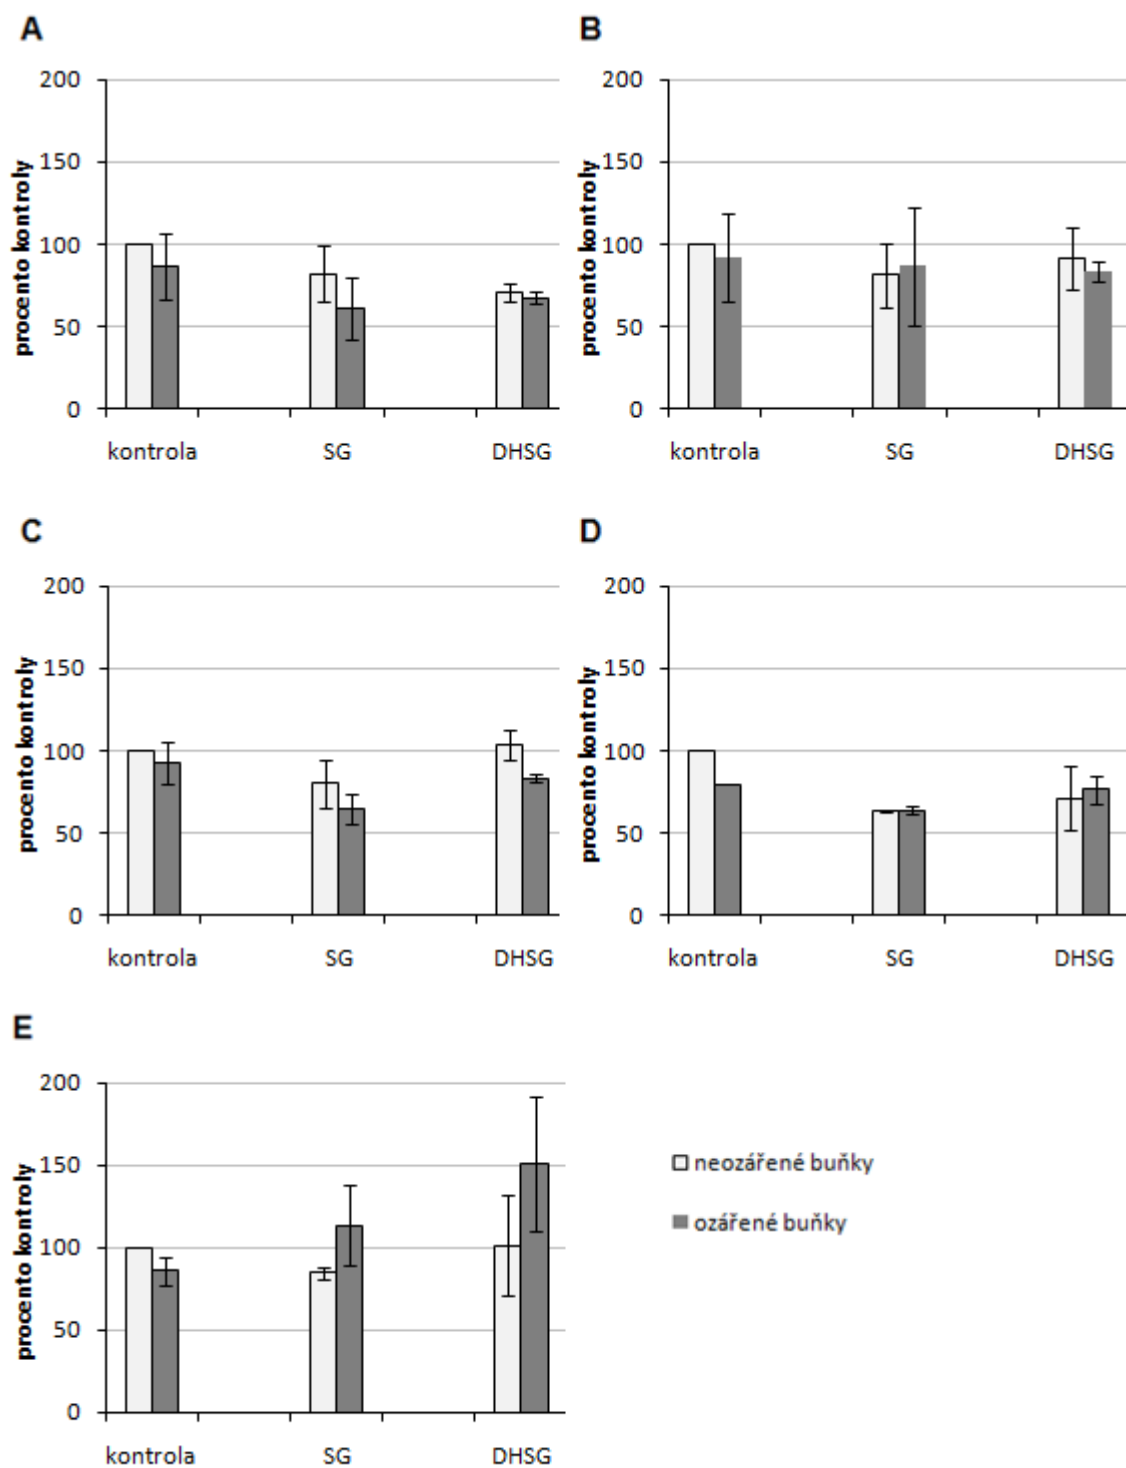 A
procento kontroly
200
150
100
50
0
kontrola SG DHSG
B
procento kontroly
200
150
100
50
0
kontrola SG DHSG
C
procento kontroly
200
150
100
50
0
kontrola SG DHSG
D
procento kontroly
200
150
100
50
0
kontrola SG DHSG
E
procento kontroly
200
150
100
50
0
kontrola SG DHSG
neozářené buňky
ozářené buňky